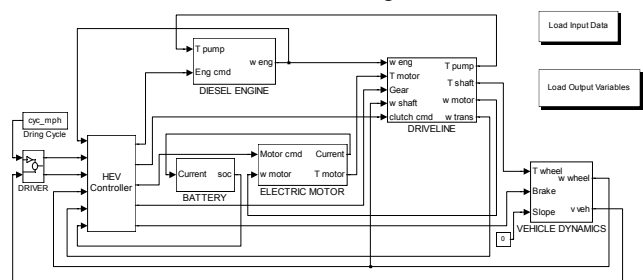 T pump
w eng
Eng cmd
DIESEL ENGINE
w eng
T pump
T motor
T shaft
Gear
w motor
w shaft
clutch cmd
w trans
DRIVELINE
Load Input Data
Load Output Variables
cyc_mph
Dring Cycle
DRIVER
HEV
Controller
Current
soc
BATTERY
Motor cmd
Current
w motor
T motor
ELECTRIC MOTOR
T wheel
w wheel
Brake
v veh
Slope
0
VEHICLE DYNAMICS